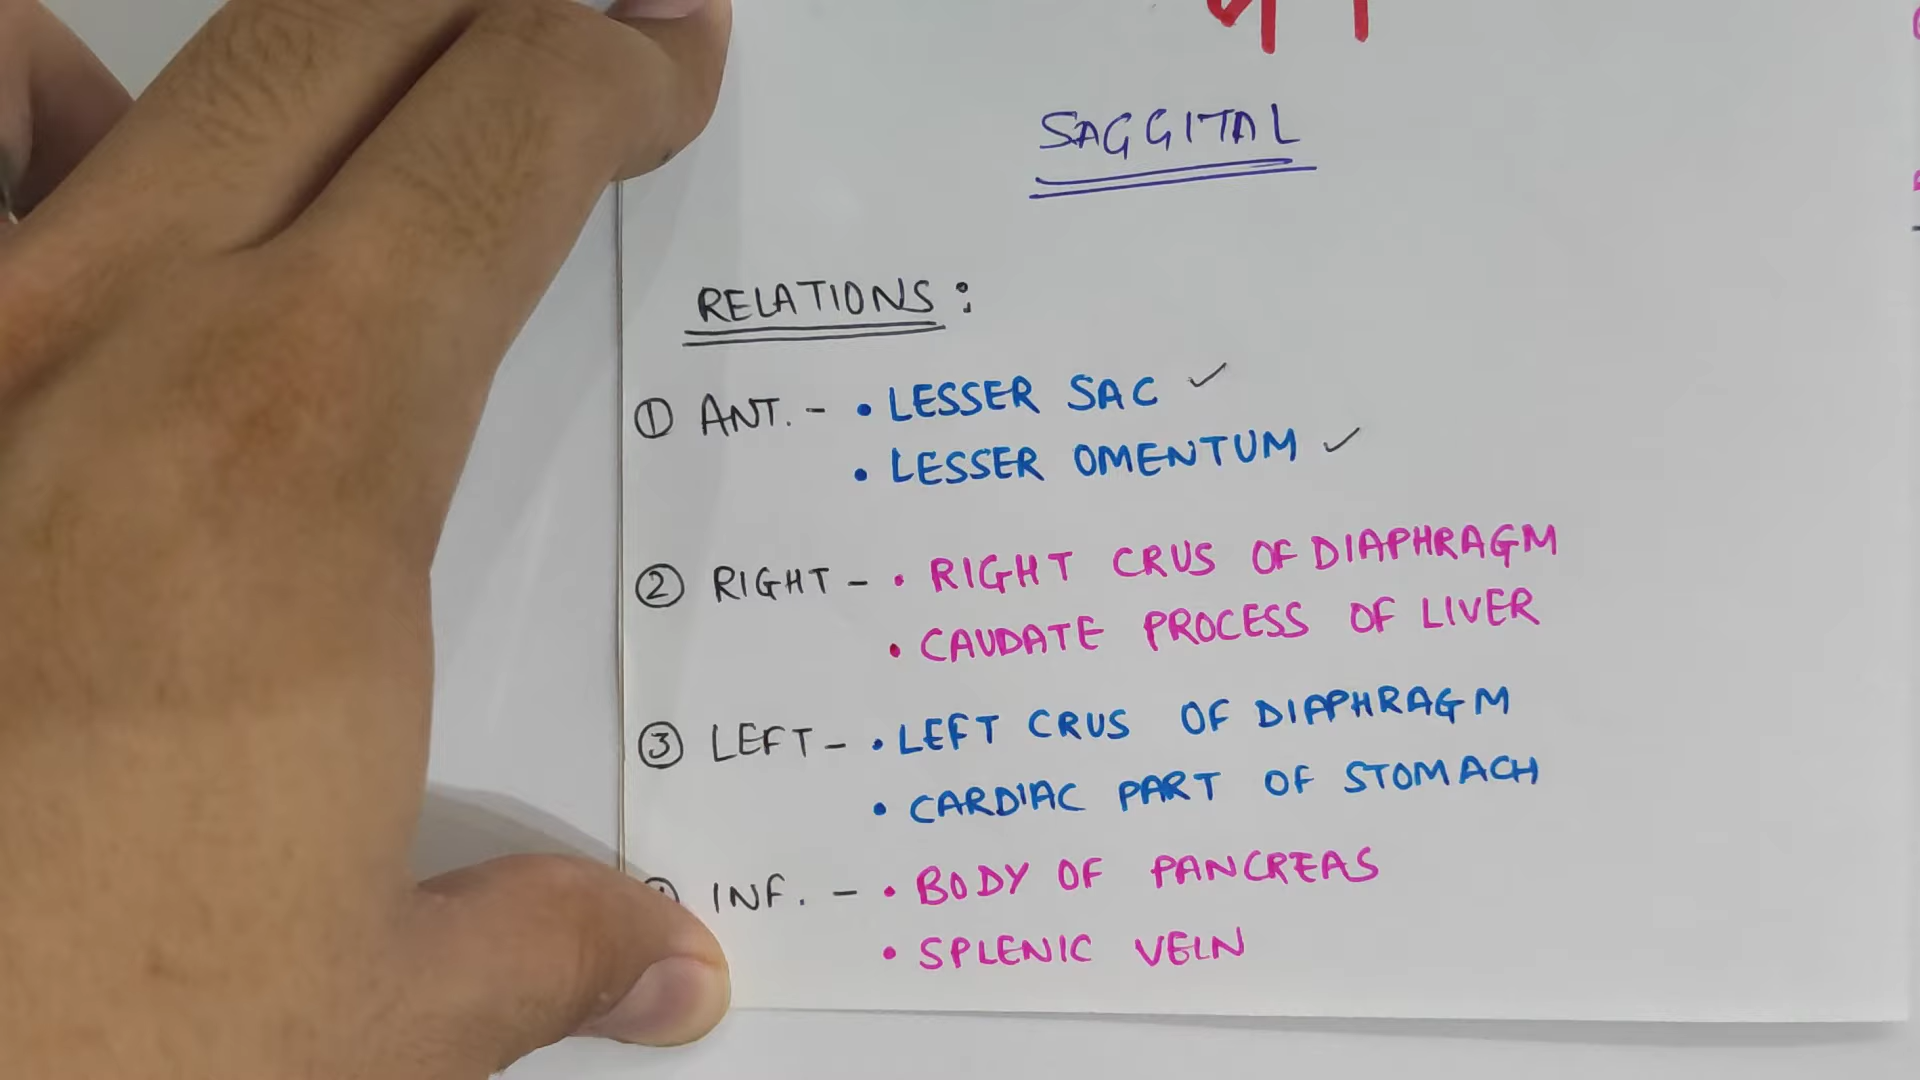 SAGGITAL
RELATIONS :
① ANT. - • LESSER SAC ✓
• LESSER OMENTUM ✓
② RIGHT - • RIGHT CRUS OF DIAPHRAGM
• CAUDATE PROCESS OF LIVER
③ LEFT - • LEFT CRUS OF DIAPHRAGM
• CARDIAC PART OF STOMACH
INF. - • BODY OF PANCREAS
• SPLENIC VEIN